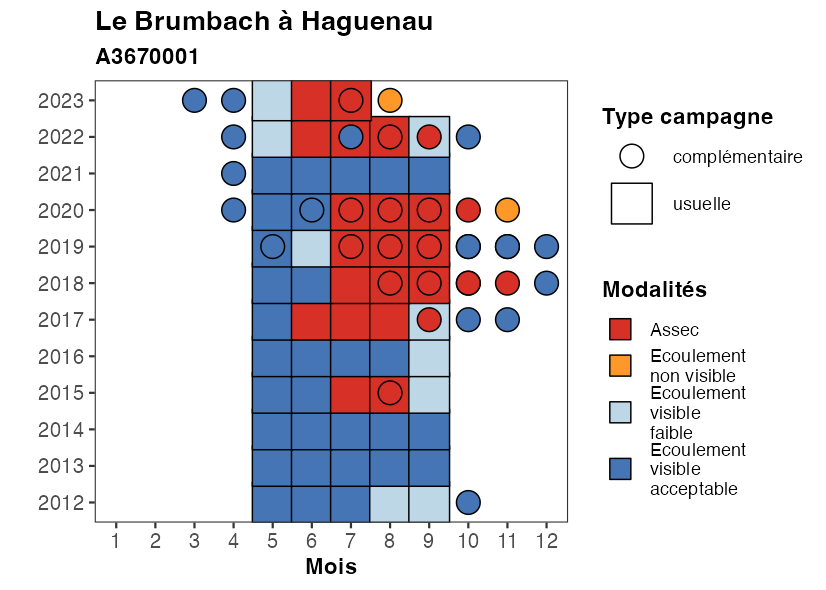 Le Brumbach à Haguenau
A3670001
2023
2022
2021
2020
2019
2018
2017
2016
2015
2014
2013
2012
1 2 3 4 5 6 7 8 9 10 11 12
Mois
Type campagne
complémentaire
usuelle
Modalités
Assec
Ecoulement
non visible
Ecoulement
visible
faible
Ecoulement
visible
acceptable